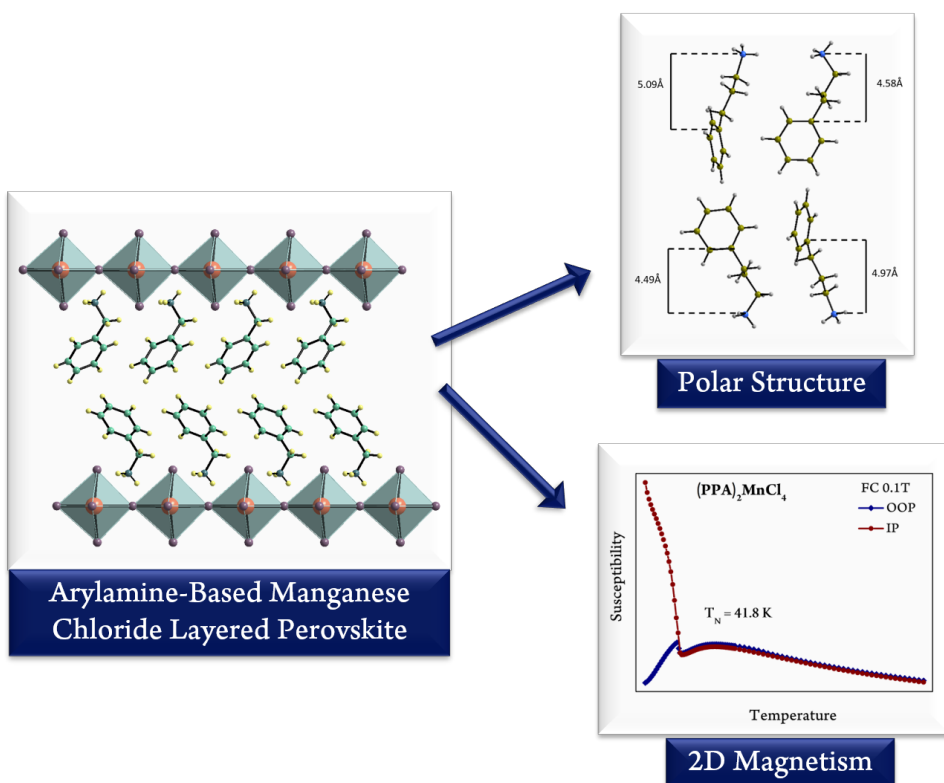 5.09Å
4.58Å
4.49Å
4.97Å
Polar Structure
Arylamine-Based Manganese
Chloride Layered Perovskite
(PPA)₂MnCl₄
FC 0.1T
OOP
IP
Susceptibility
T_N = 41.8 K
Temperature
2D Magnetism